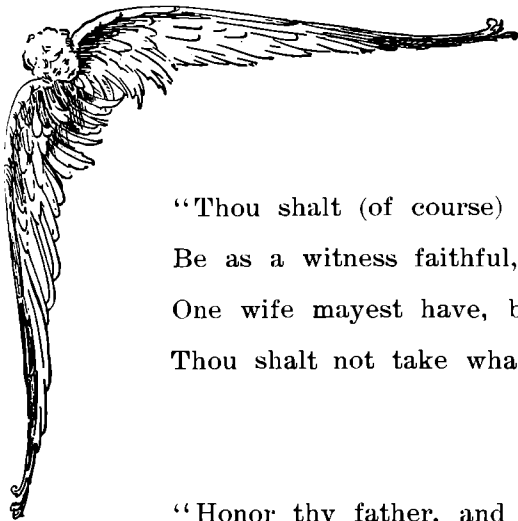 “Thou shalt (of course)
Be as a witness faithful,
One wife mayest have,
Thou shalt not take
“Honor thy father, and